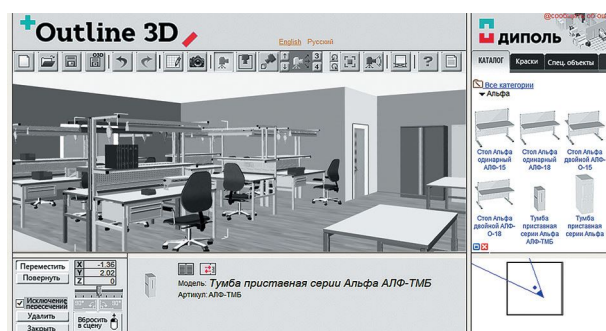 Outline 3D
English Русский
диполь
КАТАЛОГ Краски Спец. объекты
Все категории
Альфа
Стол Альфа одинарный АЛФ-15
Стол Альфа одинарный АЛФ-18
Стол Альфа двойной АЛФ-О-15
Стол Альфа двойной АЛФ-О-18
Тумба приставная серии Альфа АЛФ-ТМБ
Тумба приставная серии Альфа
Переместить
Повернуть
X -1.36
Y 2.02
Z 0
Исключение пересечений
Удалить
Закрыть
Вбросить в сцену
Модель: Тумба приставная серии Альфа АЛФ-ТМБ
Артикул: АЛФ-ТМБ